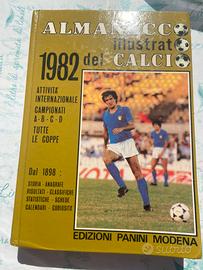 ALMANACCO
illustrato
1982 del CALCIO
ATTIVITÀ
INTERNAZIONALE
CAMPIONATI
A-B-C-D
TUTTE
LE COPPE
Dal 1898:
STORIA - ANAGRAFE
RISULTATI - CLASSIFICHE
STATISTICHE - SCHEDE
CALENDARI - CURIOSITÀ
EDIZIONI PANINI MODENA
subito